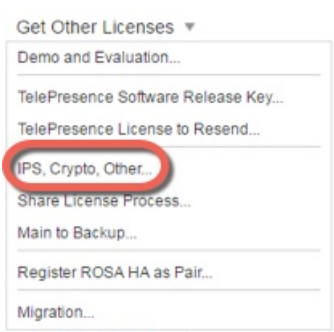 Get Other Licenses ▼
Demo and Evaluation...
TelePresence Software Release Key...
TelePresence License to Resend...
IPS, Crypto, Other...
Share License Process...
Main to Backup...
Register ROSA HA as Pair...
Migration...